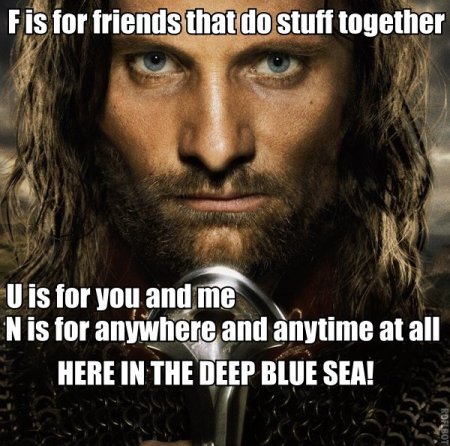 F is for friends that do stuff together
U is for you and me
N is for anywhere and anytime at all
HERE IN THE DEEP BLUE SEA!